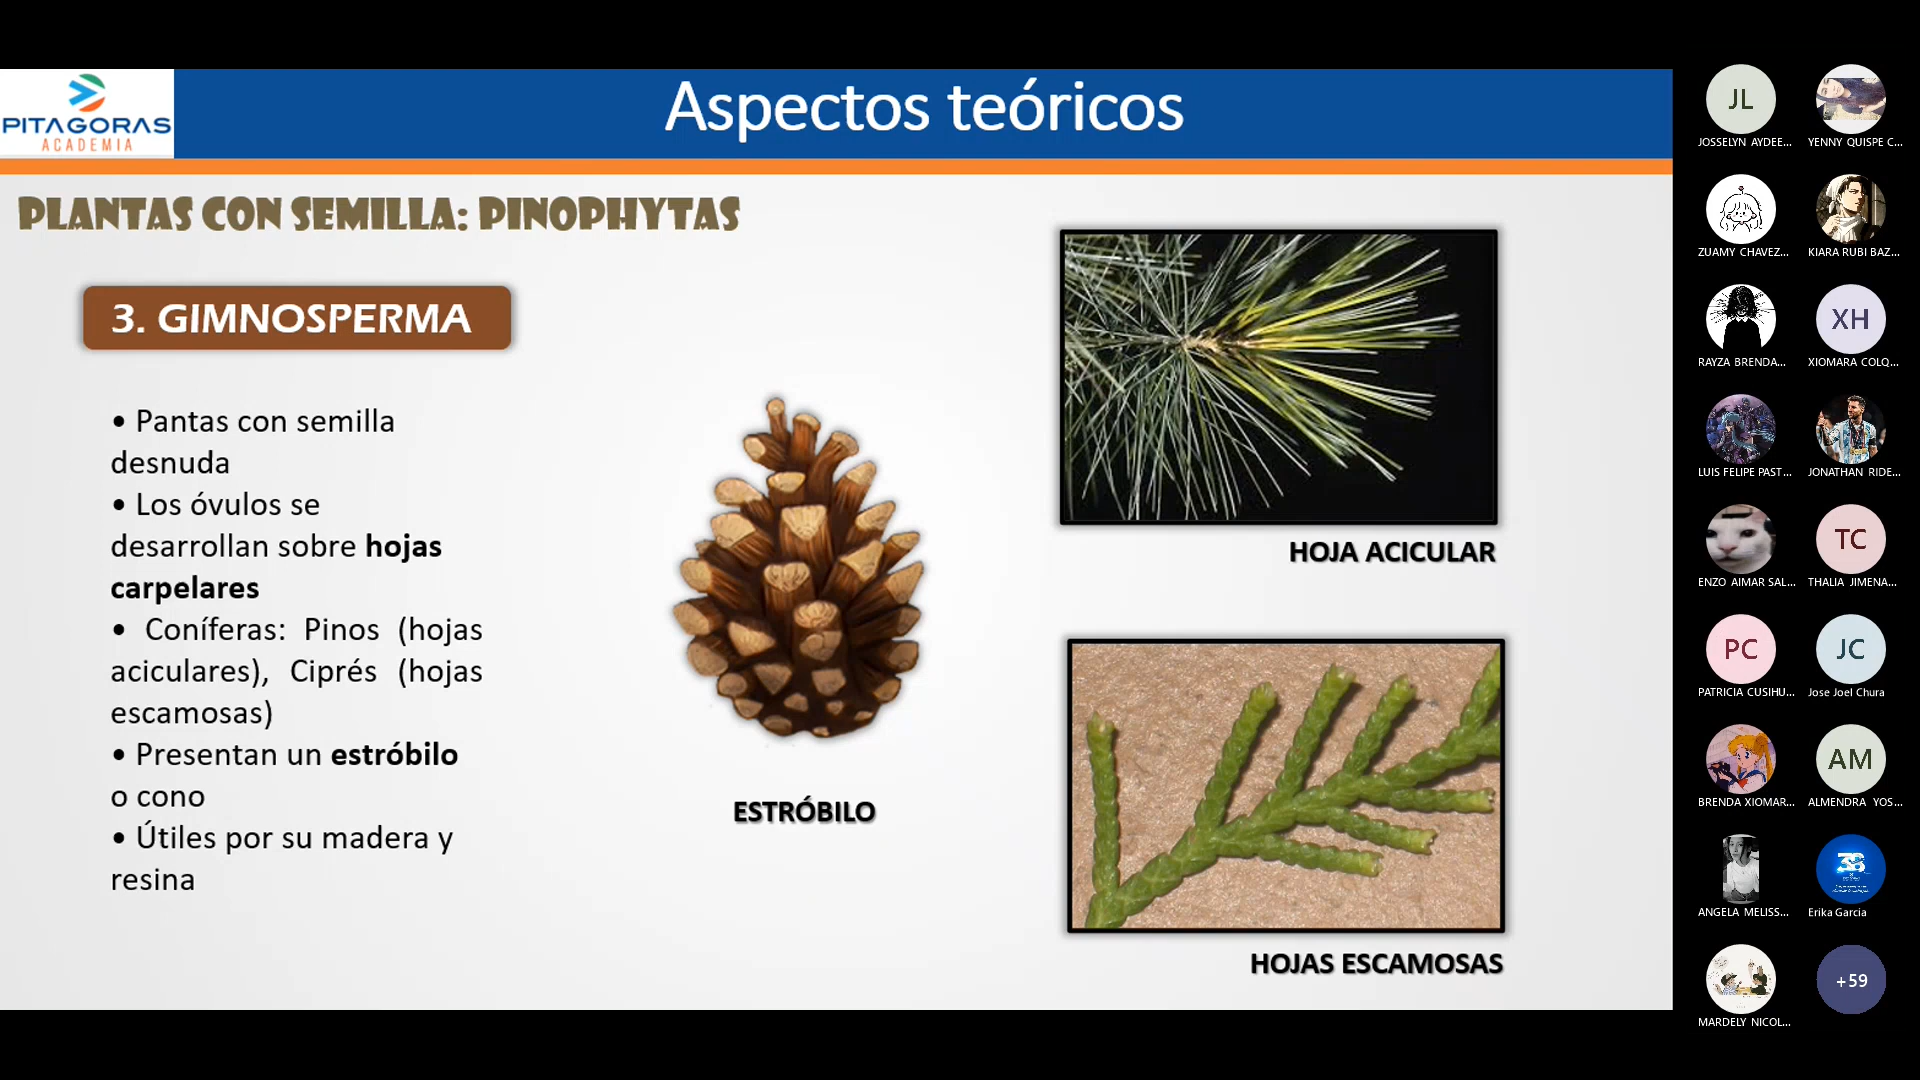 PITAGORAS
ACADEMIA
Aspectos teóricos
PLANTAS CON SEMILLA: PINOPHYTAS
3. GIMNOSPERMA
• Pantas con semilla
desnuda
• Los óvulos se
desarrollan sobre hojas
carpelares
• Coníferas: Pinos (hojas
aciculares), Ciprés (hojas
escamosas)
• Presentan un estróbilo
o cono
• Útiles por su madera y
resina
ESTRÓBILO
HOJA ACICULAR
HOJAS ESCAMOSAS
JL
JOSSELYN AYDEE...
YENNY QUISPE C...
ZUAMY CHAVEZ...
KIARA RUBI BAZ...
RAYZA BRENDA...
XH
XIOMARA COLQ...
LUIS FELIPE PAST...
JONATHAN RIDE...
ENZO AIMAR SAL...
TC
THALIA JIMENA...
PC
PATRICIA CUSIHU...
JC
Jose Joel Chura
BRENDA XIOMAR...
AM
ALMENDRA YOS...
ANGELA MELISS...
38
Erika Garcia
MARDELY NICOL...
+59